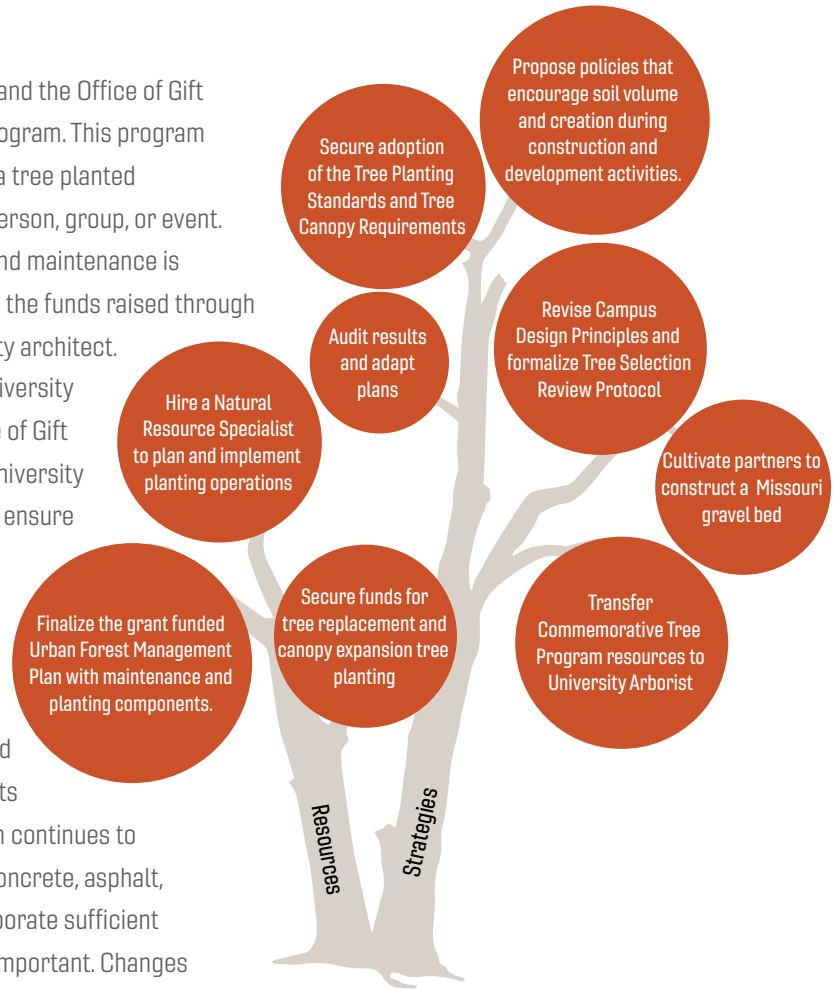 and the Office of Gift
ogram. This program
a tree planted
erson, group, or event.
nd maintenance is
the funds raised through
ty architect.
iversity
e of Gift
niversity
ensure
d
ts
n continues to
oncrete, asphalt,
orate sufficient
mportant. Changes
Propose policies that
encourage soil volume
and creation during
construction and
development activities.
Secure adoption
of the Tree Planting
Standards and Tree
Canopy Requirements
Audit results
and adapt
plans
Revise Campus
Design Principles and
formalize Tree Selection
Review Protocol
Hire a Natural
Resource Specialist
to plan and implement
planting operations
Cultivate partners to
construct a Missouri
gravel bed
Finalize the grant funded
Urban Forest Management
Plan with maintenance and
planting components.
Secure funds for
tree replacement and
canopy expansion tree
planting
Transfer
Commemorative Tree
Program resources to
University Arborist
Resources
Strategies